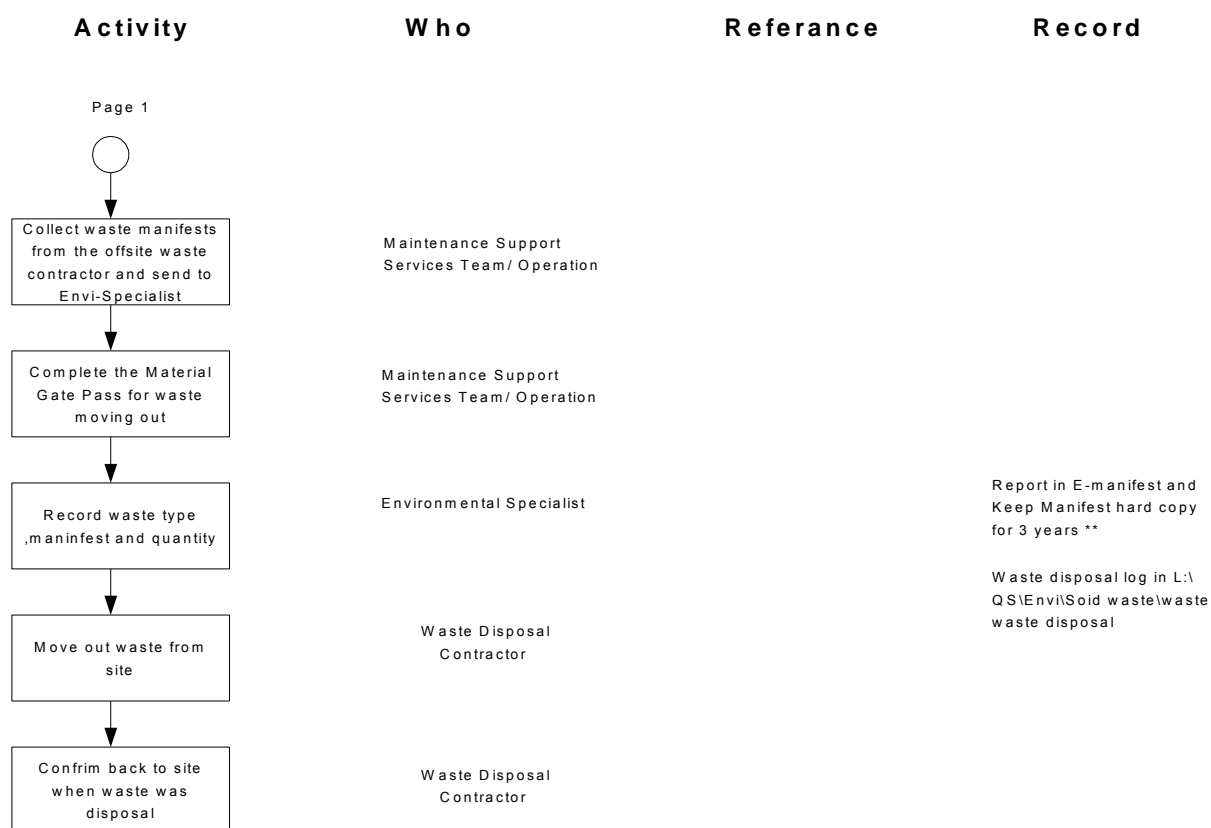 Activity Who Referance Record
Page 1
Collect waste manifests
from the offsite waste
contractor and send to
Envi-Specialist
Maintenance Support
Services Team/ Operation
Complete the Material
Gate Pass for waste
moving out
Maintenance Support
Services Team/ Operation
Record waste type
,maninfest and quantity
Environmental Specialist
Report in E-manifest and
Keep Manifest hard copy
for 3 years **
Waste disposal log in L:\
QS\Envi\Soid waste\waste
waste disposal
Move out waste from
site
Waste Disposal
Contractor
Confrim back to site
when waste was
disposal
Waste Disposal
Contractor